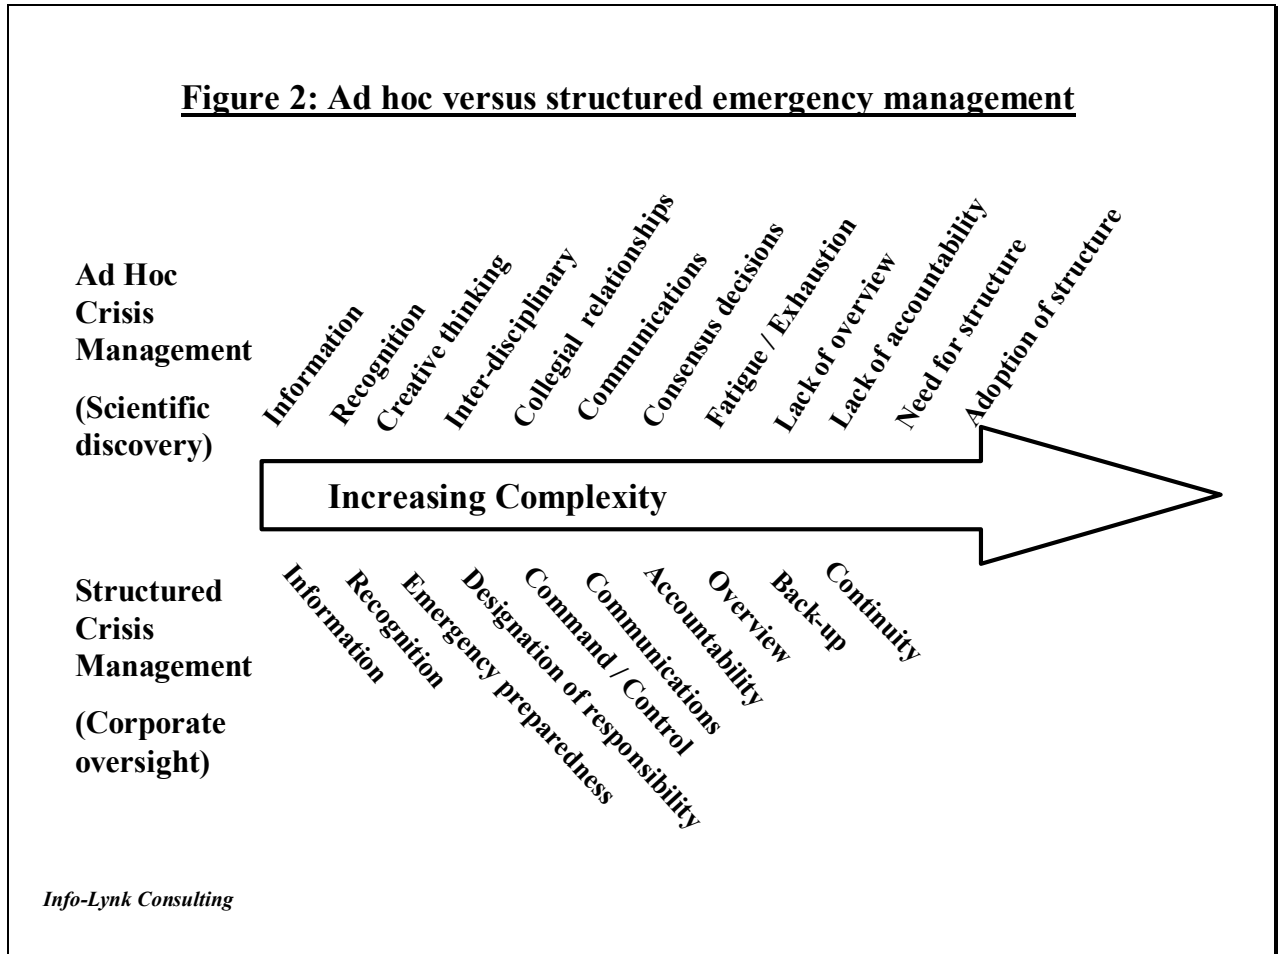 Figure 2: Ad hoc versus structured emergency management
Ad Hoc
Crisis
Management
(Scientific
discovery)
Information
Recognition
Creative thinking
Inter-disciplinary
Collegial relationships
Communications
Consensus decisions
Fatigue / Exhaustion
Lack of overview
Lack of accountability
Need for structure
Adoption of structure
Increasing Complexity
Structured
Crisis
Management
(Corporate
oversight)
Information
Recognition
Emergency preparedness
Designation of responsibility
Command / Control
Communications
Accountability
Overview
Back-up
Continuity
Info-Lynk Consulting